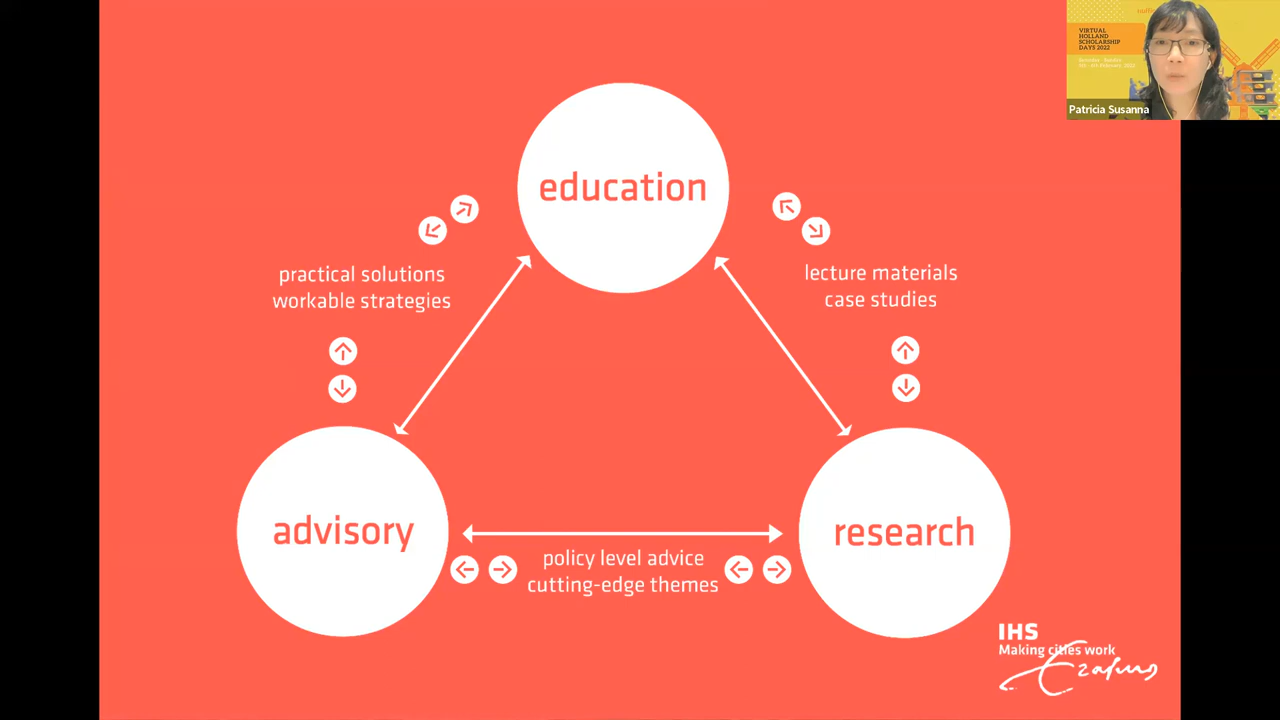 VIRTUAL
HOLLAND
SCHOLARSHIP
DAYS 2022
Patricia Susanna
education
practical solutions
workable strategies
lecture materials
case studies
advisory
research
policy level advice
cutting-edge themes
IHS
Making cities work
Erasmus